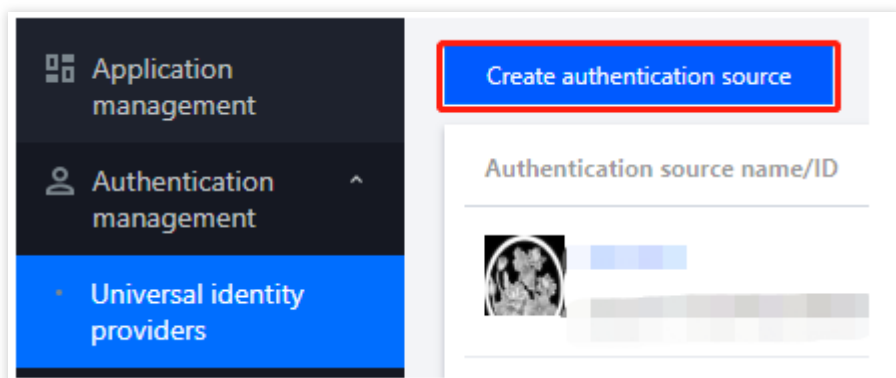 Application
management
Authentication
management
Universal identity
providers
Create authentication source
Authentication source name/ID